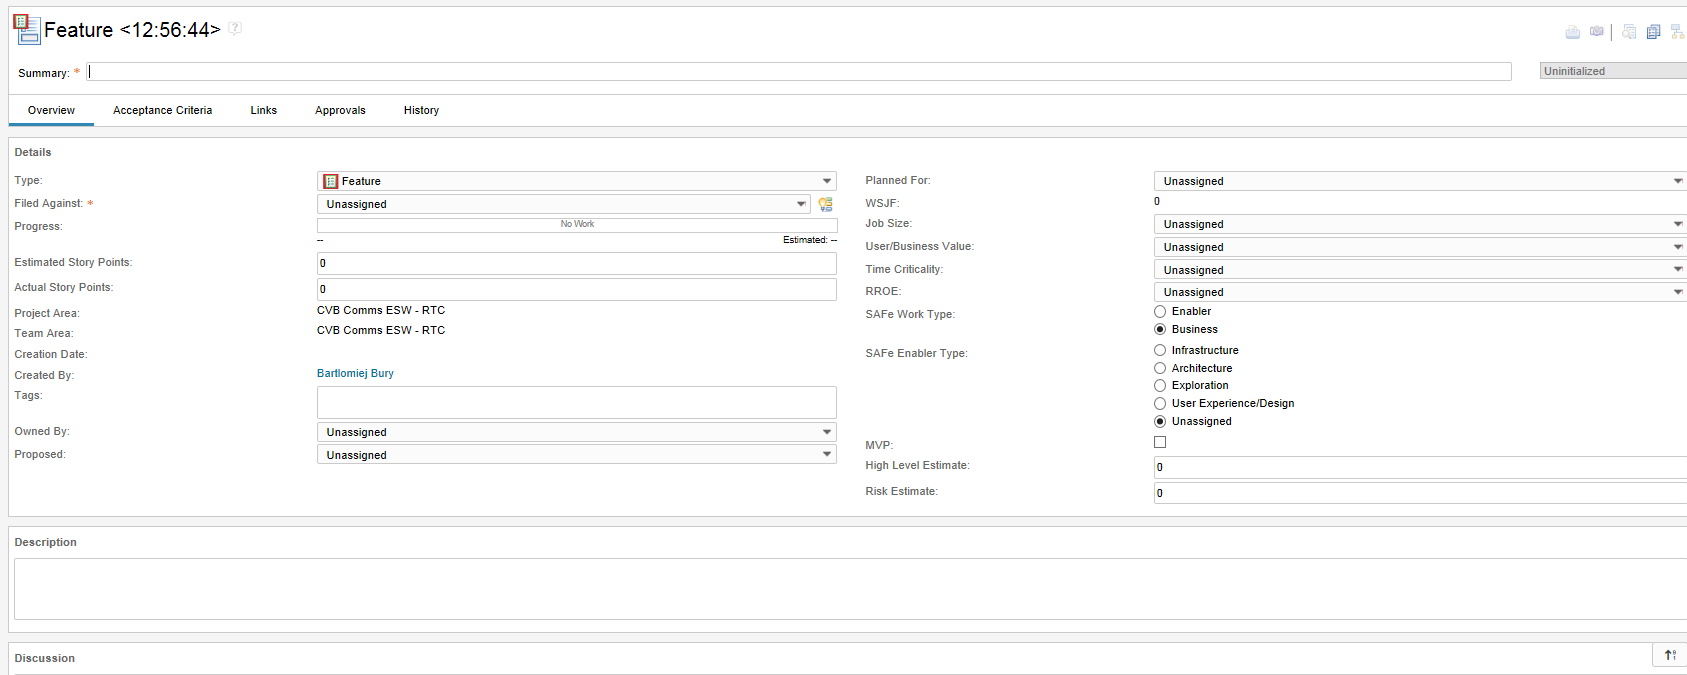 Feature <12:56:44> ?
Summary: *
Uninitialized
Overview Acceptance Criteria Links Approvals History
Details
Type: Feature
Filed Against: * Unassigned
Progress: No Work
-- Estimated: --
Estimated Story Points: 0
Actual Story Points: 0
Project Area: CVB Comms ESW - RTC
Team Area: CVB Comms ESW - RTC
Creation Date:
Created By: Bartlomiej Bury
Tags:
Owned By: Unassigned
Proposed: Unassigned
Planned For: Unassigned
WSJF: 0
Job Size: Unassigned
User/Business Value: Unassigned
Time Criticality: Unassigned
RROE: Unassigned
SAFe Work Type: Enabler
Business
SAFe Enabler Type: Infrastructure
Architecture
Exploration
User Experience/Design
Unassigned
MVP:
High Level Estimate: 0
Risk Estimate: 0
Description
Discussion